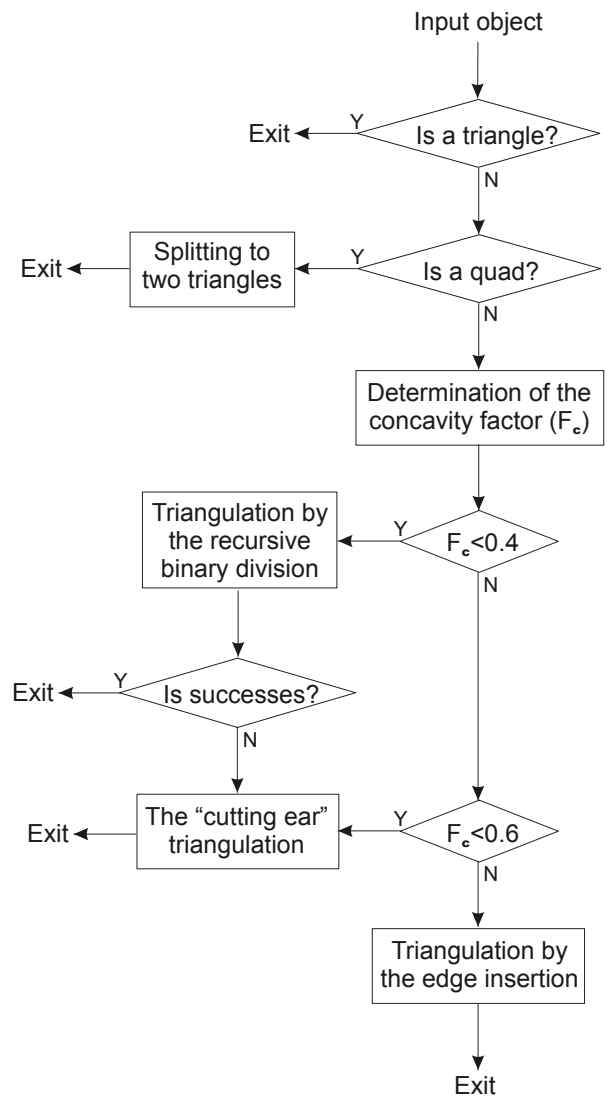 Input object
Is a triangle?
Y
Exit
N
Is a quad?
Y
Splitting to
two triangles
Exit
N
Determination of the
concavity factor (Fc)
Fc<0.4
Y
Triangulation by
the recursive
binary division
N
Is successes?
Y
Exit
N
Fc<0.6
Y
The “cutting ear”
triangulation
Exit
N
Triangulation by
the edge insertion
Exit